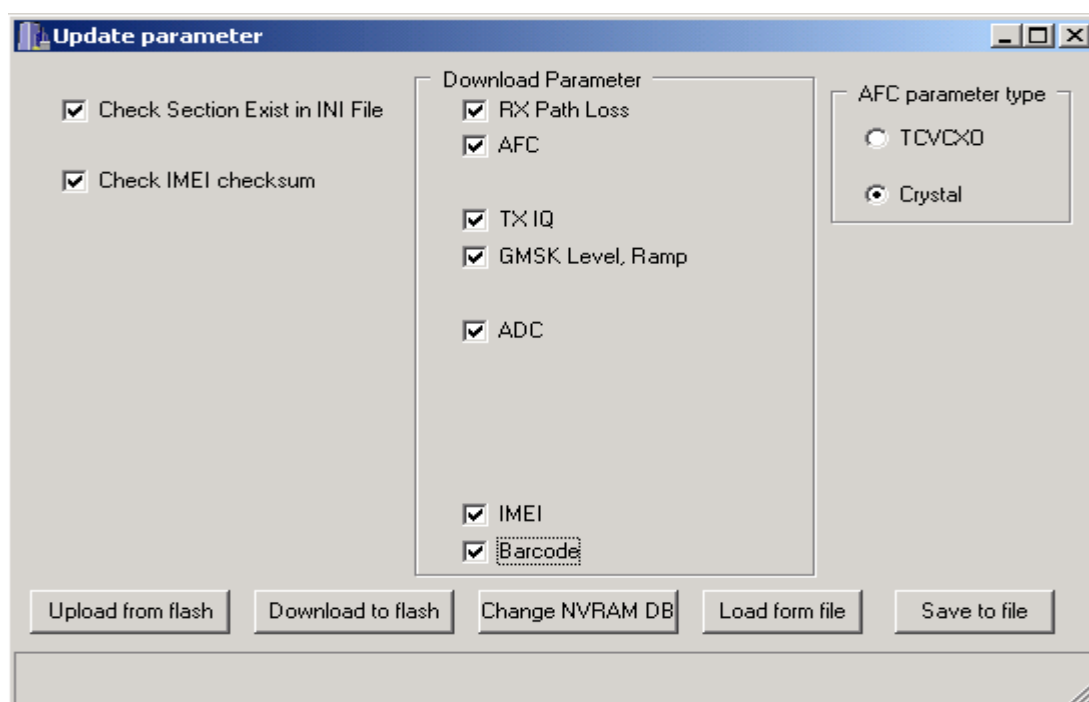 Update parameter
Check Section Exist in INI File
Check IMEI checksum
Download Parameter
RX Path Loss
AFC
TX IQ
GMSK Level, Ramp
ADC
IMEI
Barcode
AFC parameter type
TCVCXO
Crystal
Upload from flash
Download to flash
Change NVRAM DB
Load form file
Save to file